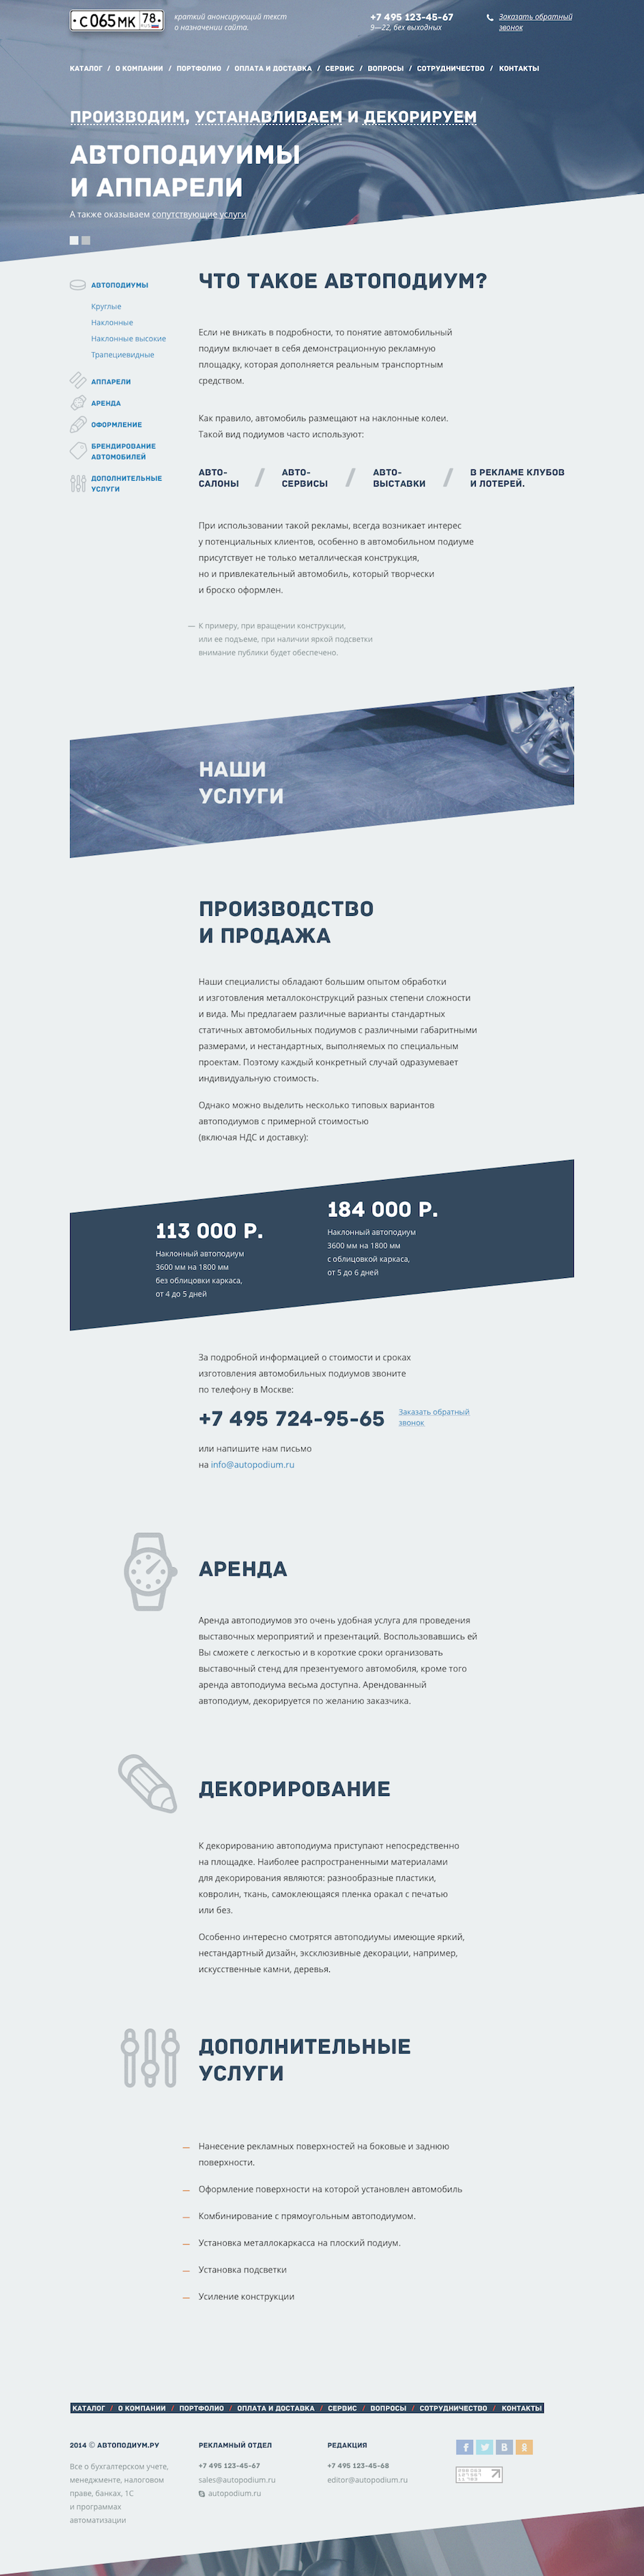 С065МК 78
RUS
краткий анонсирующий текст
о назначении сайта.
+7 495 123-45-67
9—22, без выходных
Заказать обратный
звонок
КАТАЛОГ / О КОМПАНИИ / ПОРТФОЛИО / ОПЛАТА И ДОСТАВКА / СЕРВИС / ВОПРОСЫ / СОТРУДНИЧЕСТВО / КОНТАКТЫ
ПРОИЗВОДИМ, УСТАНАВЛИВАЕМ И ДЕКОРИРУЕМ
АВТОПОДИУИМЫ
И АППАРЕЛИ
А также оказываем сопутствующие услуги
АВТОПОДИУМЫ
Круглые
Наклонные
Наклонные высокие
Трапециевидные
АППАРЕЛИ
АРЕНДА
ОФОРМЛЕНИЕ
БРЕНДИРОВАНИЕ
АВТОМОБИЛЕЙ
ДОПОЛНИТЕЛЬНЫЕ
УСЛУГИ
ЧТО ТАКОЕ АВТОПОДИУМ?
Если не вникать в подробности, то понятие автомобильный
подиум включает в себя демонстрационную рекламную
площадку, которая дополняется реальным транспортным
средством.
Как правило, автомобиль размещают на наклонные колеи.
Такой вид подиумов часто используют:
АВТО-
САЛОНЫ
/
АВТО-
СЕРВИСЫ
/
АВТО-
ВЫСТАВКИ
/
В РЕКЛАМЕ КЛУБОВ
И ЛОТЕРЕЙ.
При использовании такой рекламы, всегда возникает интерес
у потенциальных клиентов, особенно в автомобильном подиуме
присутствует не только металлическая конструкция,
но и привлекательный автомобиль, который творчески
и броско оформлен.
— К примеру, при вращении конструкции,
или ее подъеме, при наличии яркой подсветки
внимание публики будет обеспечено.
НАШИ
УСЛУГИ
ПРОИЗВОДСТВО
И ПРОДАЖА
Наши специалисты обладают большим опытом обработки
и изготовления металлоконструкций разных степени сложности
и вида. Мы предлагаем различные варианты стандартных
статичных автомобильных подиумов с различными габаритными
размерами, и нестандартных, выполняемых по специальным
проектам. Поэтому каждый конкретный случай одразумевает
индивидуальную стоимость.
Однако можно выделить несколько типовых вариантов
автоподиумов с примерной стоимостью
(включая НДС и доставку):
113 000 Р.
Наклонный автоподиум
3600 мм на 1800 мм
без облицовки каркаса,
от 4 до 5 дней
184 000 Р.
Наклонный автоподиум
3600 мм на 1800 мм
с облицовкой каркаса,
от 5 до 6 дней
За подробной информацией о стоимости и сроках
изготовления автомобильных подиумов звоните
по телефону в Москве:
+7 495 724-95-65
Заказать обратный
звонок
или напишите нам письмо
на info@autopodium.ru
АРЕНДА
Аренда автоподиумов это очень удобная услуга для проведения
выставочных мероприятий и презентаций. Воспользовавшись ей
Вы сможете с легкостью и в короткие сроки организовать
выставочный стенд для презентуемого автомобиля, кроме того
аренда автоподиума весьма доступна. Арендованный
автоподиум, декорируется по желанию заказчика.
ДЕКОРИРОВАНИЕ
К декорированию автоподиума приступают непосредственно
на площадке. Наиболее распространенными материалами
для декорирования являются: разнообразные пластики,
ковролин, ткань, самоклеющаяся пленка оракал с печатью
или без.
Особенно интересно смотрятся автоподиумы имеющие яркий,
нестандартный дизайн, эксклюзивные декорации, например,
искусственные камни, деревья.
ДОПОЛНИТЕЛЬНЫЕ
УСЛУГИ
— Нанесение рекламных поверхностей на боковые и заднюю
поверхности.
— Оформление поверхности на которой установлен автомобиль
— Комбинирование с прямоугольным автоподиумом.
— Установка металлокаркасса на плоский подиум.
— Установка подсветки
— Усиление конструкции
КАТАЛОГ / О КОМПАНИИ / ПОРТФОЛИО / ОПЛАТА И ДОСТАВКА / СЕРВИС / ВОПРОСЫ / СОТРУДНИЧЕСТВО / КОНТАКТЫ
2014 © АВТОПОДИУМ.РУ
Все о бухгалтерском учете,
менеджменте, налоговом
праве, банках, 1С
и программах
автоматизации
РЕКЛАМНЫЙ ОТДЕЛ
+7 495 123-45-67
sales@autopodium.ru
autopodium.ru
РЕДАКЦИЯ
+7 495 123-45-68
editor@autopodium.ru